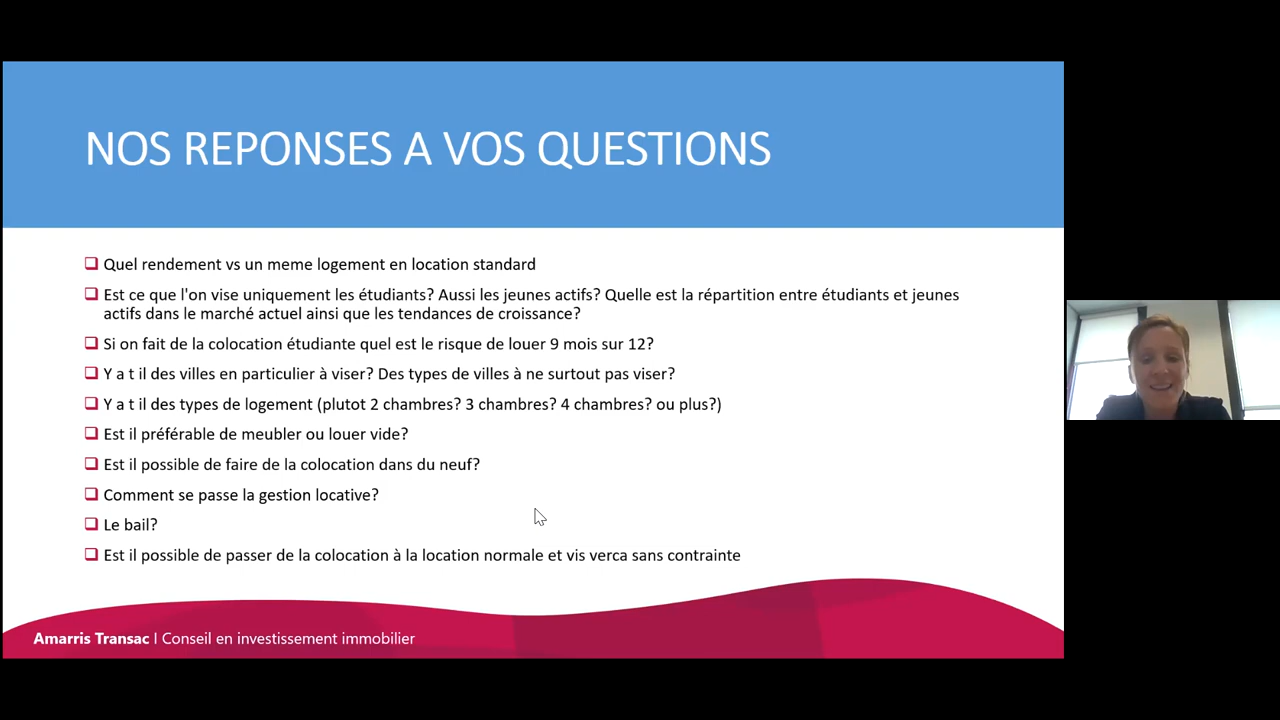 NOS REPONSES A VOS QUESTIONS
Quel rendement vs un meme logement en location standard
Est ce que l'on vise uniquement les étudiants? Aussi les jeunes actifs? Quelle est la répartition entre étudiants et jeunes
actifs dans le marché actuel ainsi que les tendances de croissance?
Si on fait de la colocation étudiante quel est le risque de louer 9 mois sur 12?
Y a t il des villes en particulier à viser? Des types de villes à ne surtout pas viser?
Y a t il des types de logement (plutot 2 chambres? 3 chambres? 4 chambres? ou plus?)
Est il préférable de meubler ou louer vide?
Est il possible de faire de la colocation dans du neuf?
Comment se passe la gestion locative?
Le bail?
Est il possible de passer de la colocation à la location normale et vis verca sans contrainte
Amarris Transac | Conseil en investissement immobilier